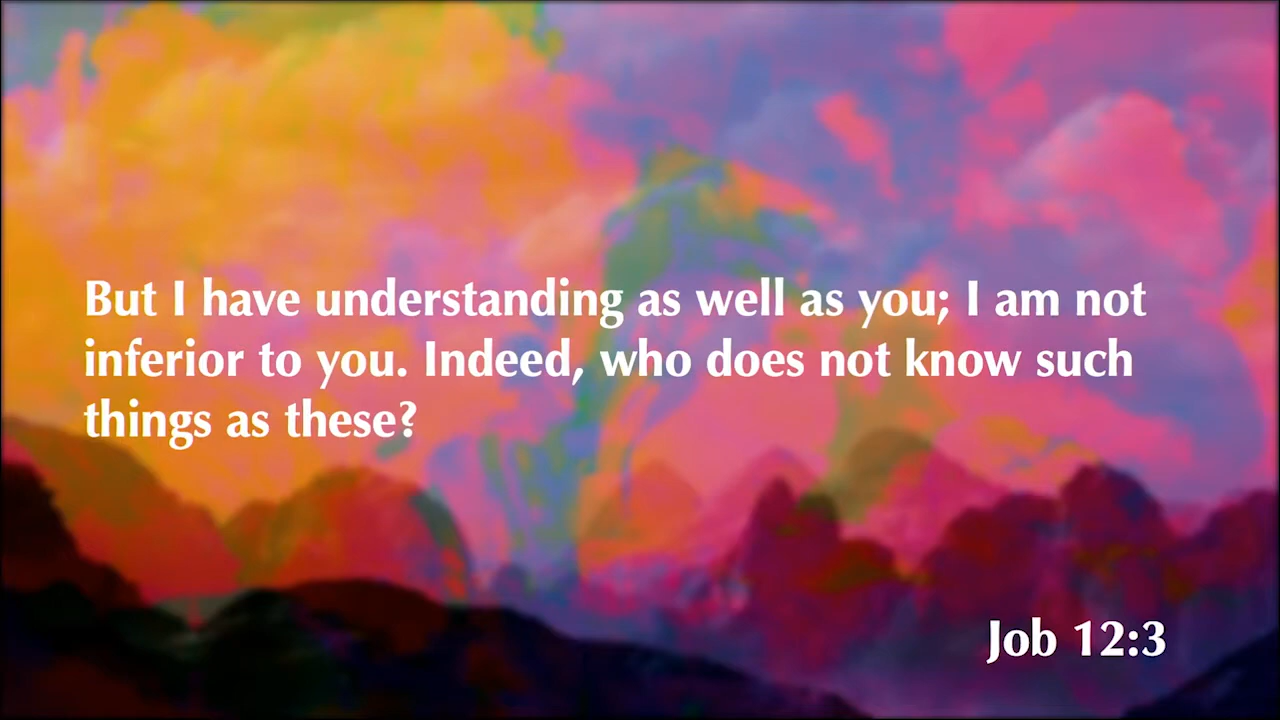 But I have understanding as well as you; I am not
inferior to you. Indeed, who does not know such
things as these?
Job 12:3